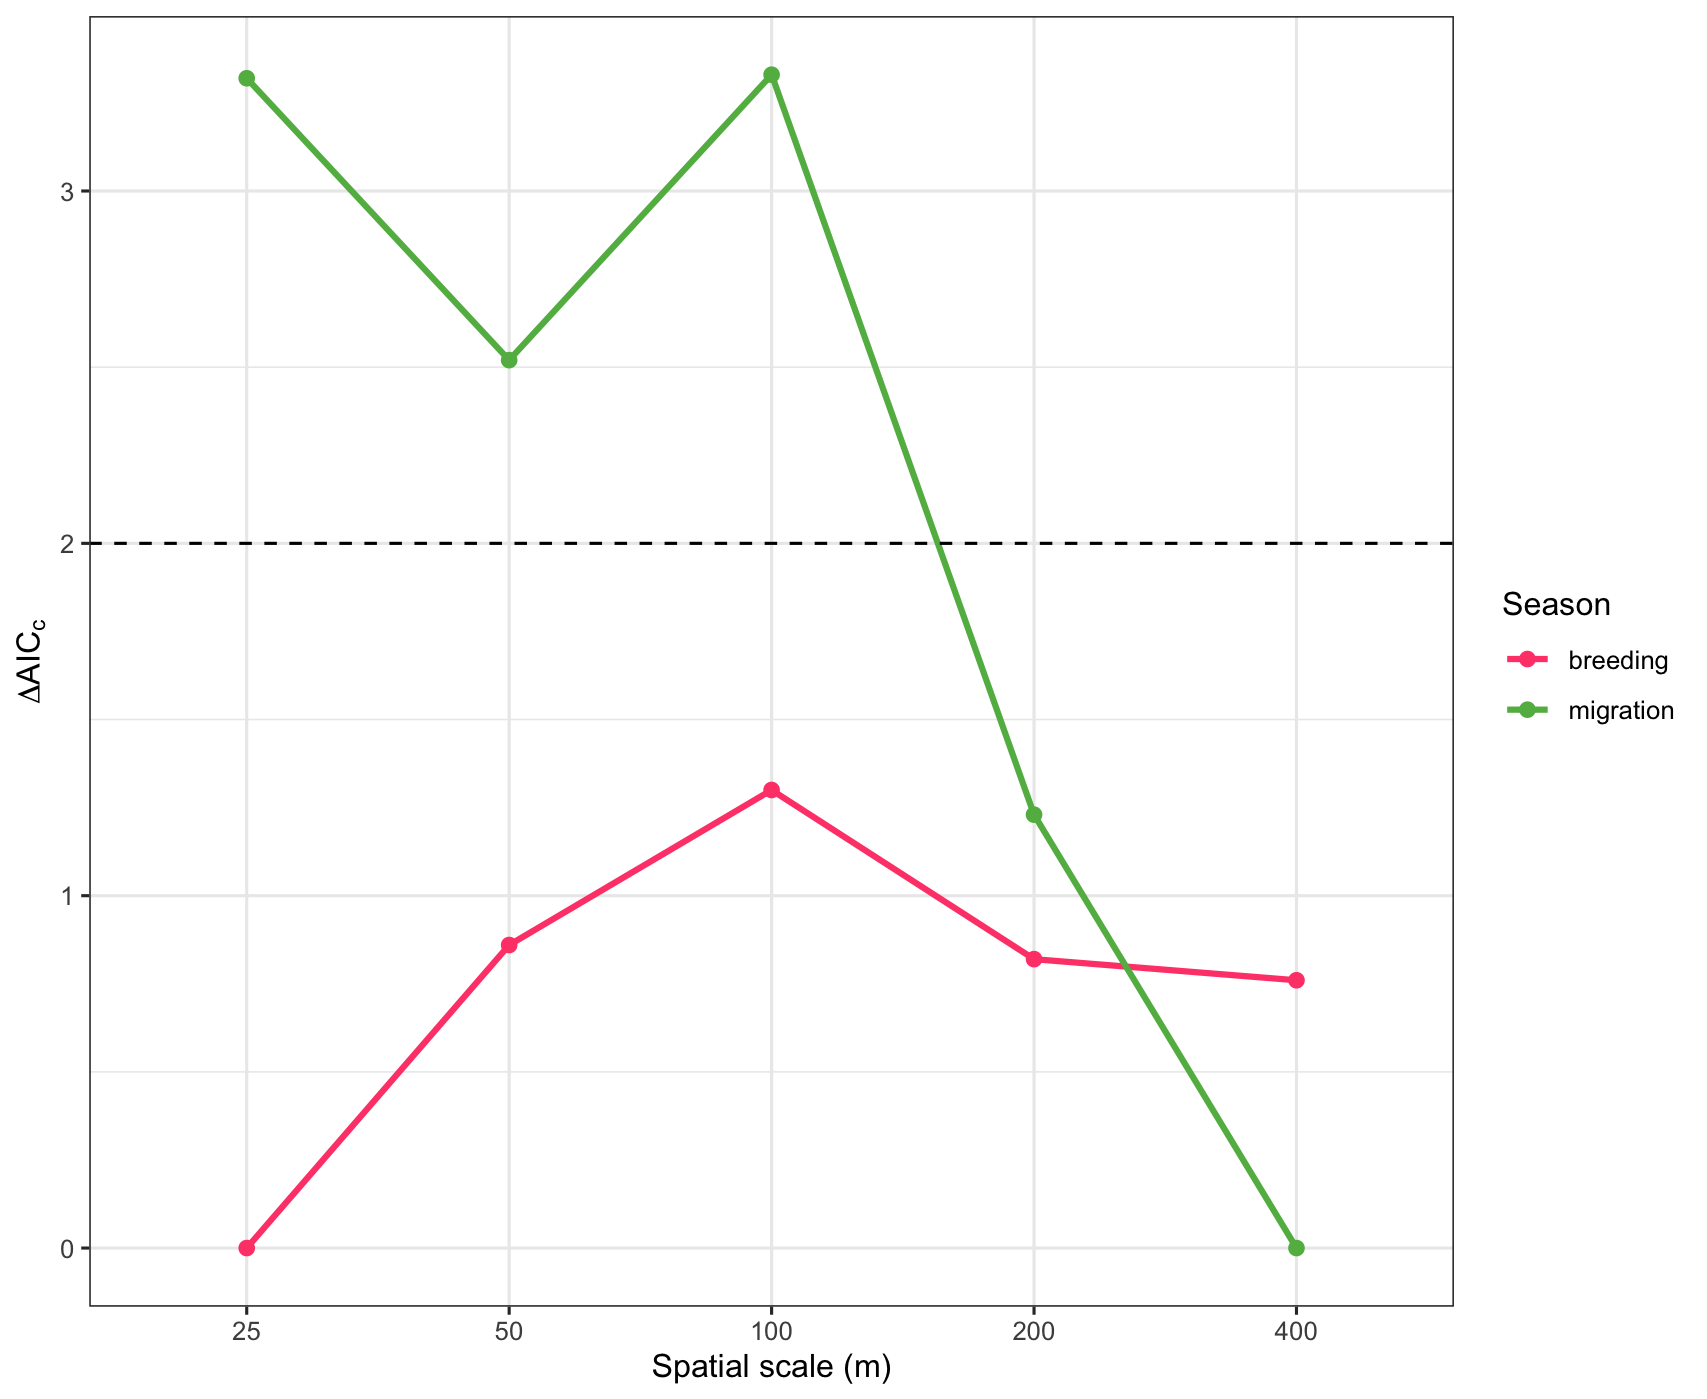 3
2
1
0
ΔAICc
25 50 100 200 400
Spatial scale (m)
Season
breeding
migration